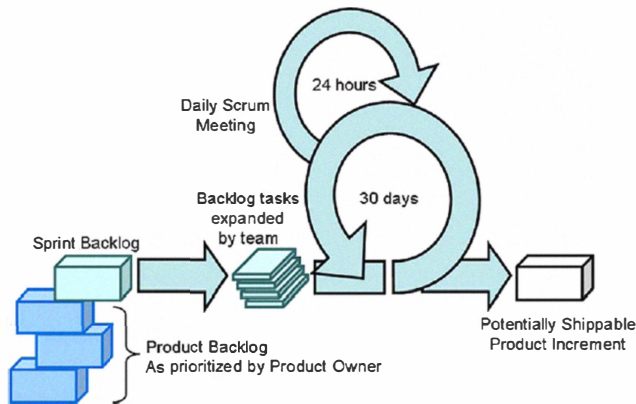 24 hours
Daily Scrum
Meeting
30 days
Backlog tasks
expanded
by team
Sprint Backlog
Potentially Shippable
Product Increment
Product Backlog
As prioritized by Product Owner